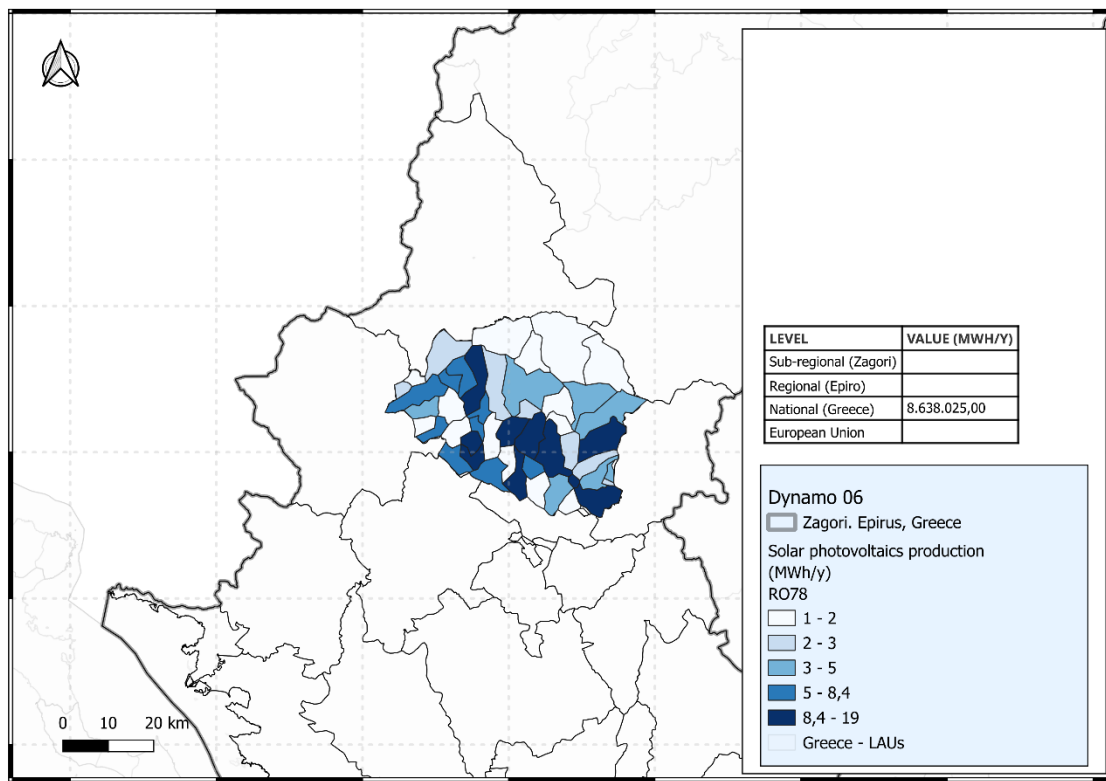 LEVEL VALUE (MWH/Y)
Sub-regional (Zagori)
Regional (Epiro)
National (Greece) 8.638.025,00
European Union
Dynamo 06
Zagori. Epirus, Greece
Solar photovoltaics production
(MWh/y)
RO78
1 - 2
2 - 3
3 - 5
5 - 8,4
8,4 - 19
Greece - LAUs
0 10 20 km